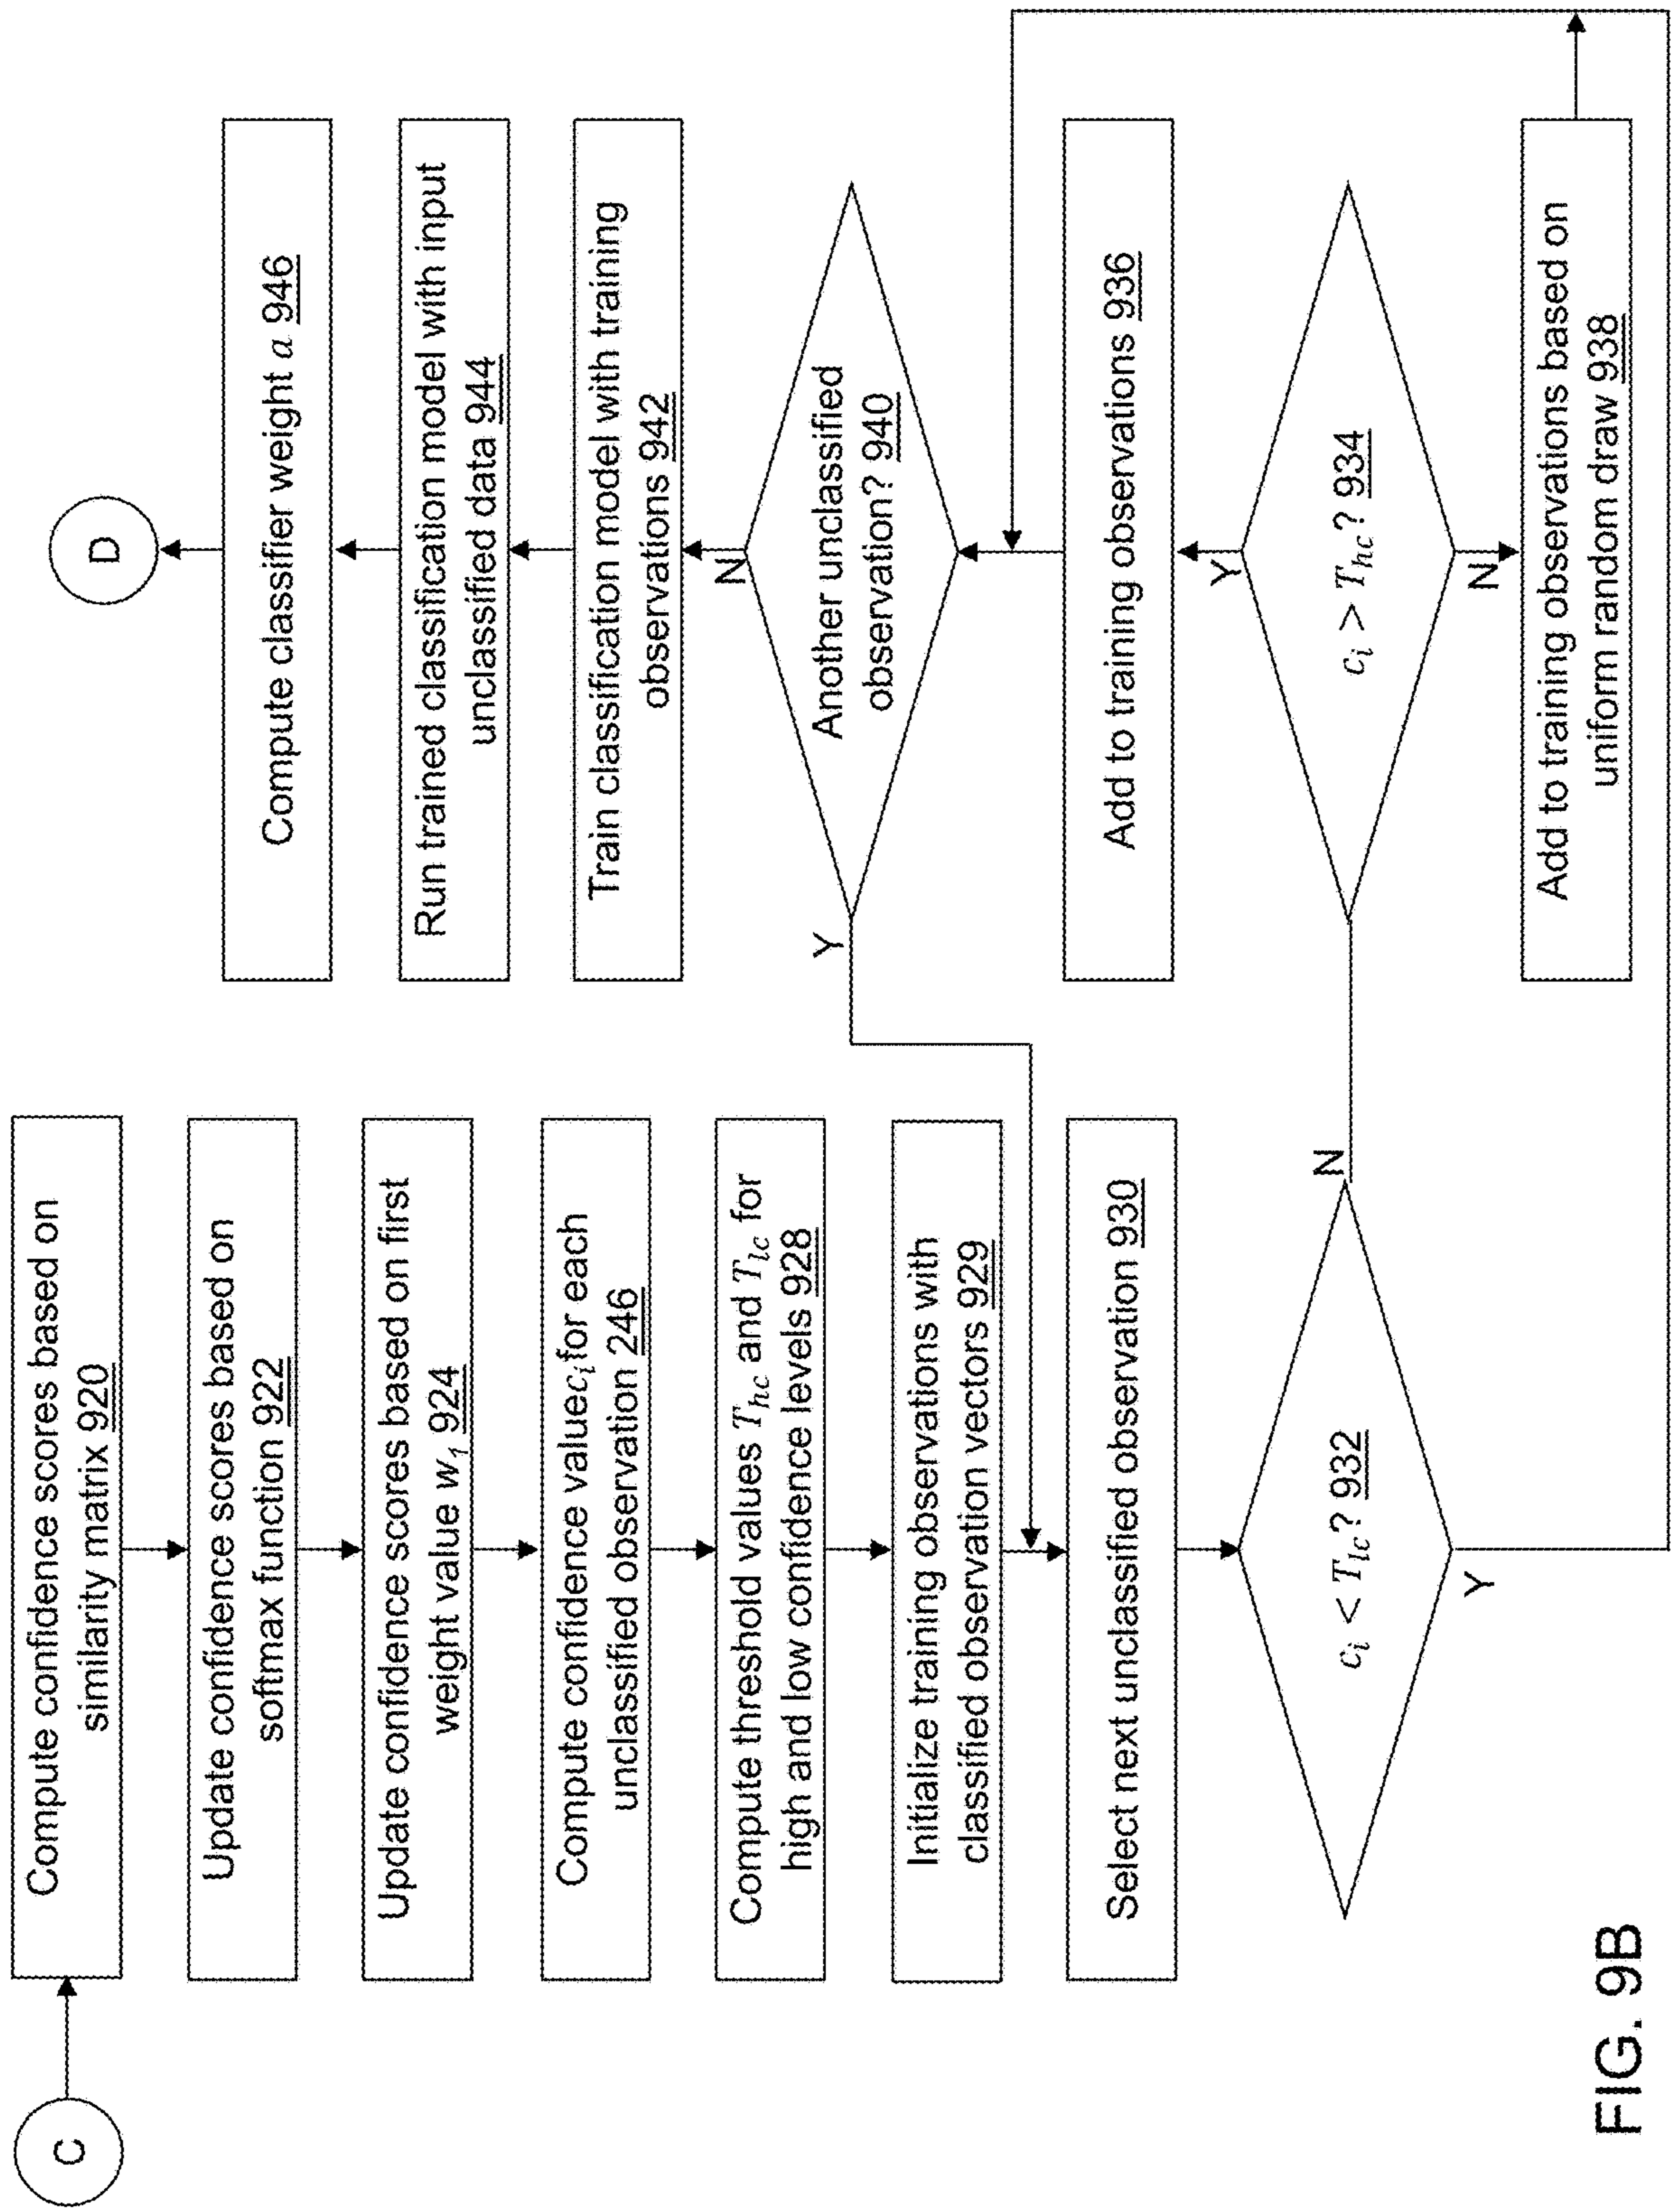 C
Compute confidence scores based on
similarity matrix 920
Update confidence scores based on
softmax function 922
Update confidence scores based on first
weight value w₁ 924
Compute confidence value cᵢ for each
unclassified observation 246
Compute threshold values Tₕc and Tₗc for
high and low confidence levels 928
Initialize training observations with
classified observation vectors 929
Select next unclassified observation 930
cᵢ < Tₗc? 932
Y
N
D
Compute classifier weight a 946
Run trained classification model with input
unclassified data 944
Train classification model with training
observations 942
N
Another unclassified
observation? 940
Y
Add to training observations 936
Y
cᵢ > Tₕc? 934
N
Add to training observations based on
uniform random draw 938
FIG. 9B